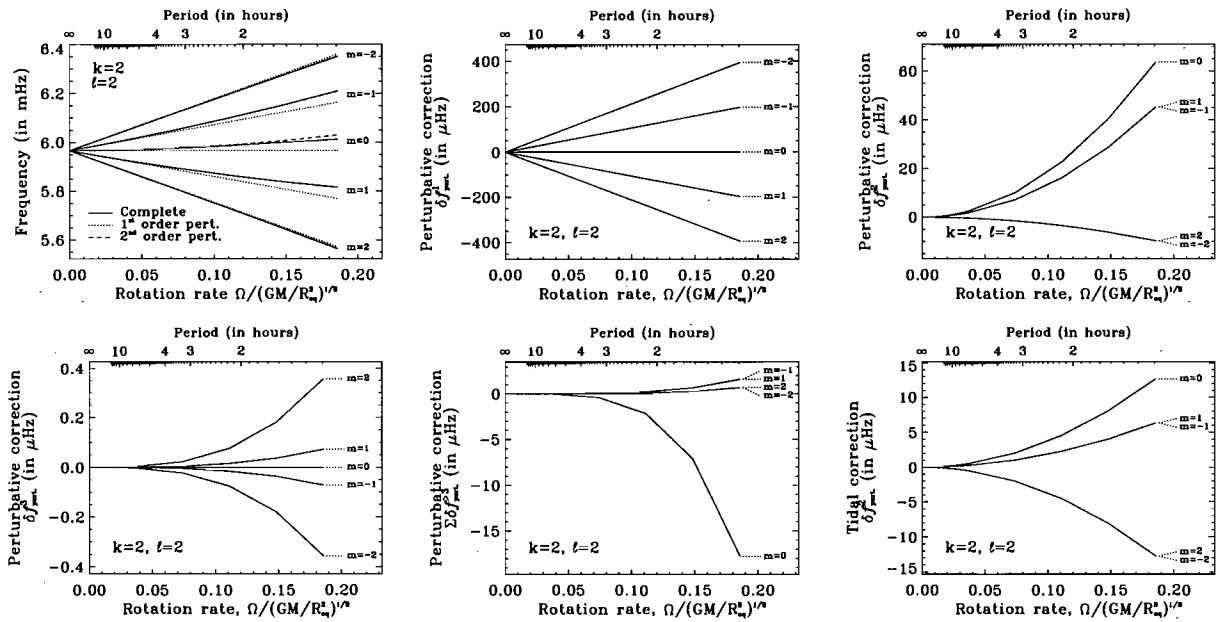 Period (in hours)
∞ 10 4 3 2
6.4
6.2
6.0
5.8
5.6
Frequency (in mHz)
k=2
ℓ=2
m=-2
m=-1
m=0
m=1
m=2
Complete
1st order pert.
2nd order pert.
0.00 0.05 0.10 0.15 0.20
Rotation rate, Ω/(GM/R³eq)^1/2
Period (in hours)
∞ 10 4 3 2
400
200
0
-200
-400
Perturbative correction
δf¹pert. (in μHz)
m=-2
m=-1
m=0
m=1
m=2
k=2, ℓ=2
0.00 0.05 0.10 0.15 0.20
Rotation rate, Ω/(GM/R³eq)^1/2
Period (in hours)
∞ 10 4 3 2
60
40
20
0
Perturbative correction
δf²pert. (in μHz)
m=0
m=1
m=-1
m=2
m=-2
k=2, ℓ=2
0.00 0.05 0.10 0.15 0.20
Rotation rate, Ω/(GM/R³eq)^1/2
Period (in hours)
∞ 10 4 3 2
0.4
0.2
0.0
-0.2
-0.4
Perturbative correction
δf³pert. (in μHz)
m=2
m=1
m=0
m=-1
m=-2
k=2, ℓ=2
0.00 0.05 0.10 0.15 0.20
Rotation rate, Ω/(GM/R³eq)^1/2
Period (in hours)
∞ 10 4 3 2
0
-5
-10
-15
Perturbative correction
Σδf³pert. (in μHz)
m=-1
m=1
m=2
m=-2
m=0
k=2, ℓ=2
0.00 0.05 0.10 0.15 0.20
Rotation rate, Ω/(GM/R³eq)^1/2
Period (in hours)
∞ 10 4 3 2
15
10
5
0
-5
-10
-15
Tidal correction
δf²pert. (in μHz)
m=0
m=1
m=-1
m=2
m=-2
k=2, ℓ=2
0.00 0.05 0.10 0.15 0.20
Rotation rate, Ω/(GM/R³eq)^1/2